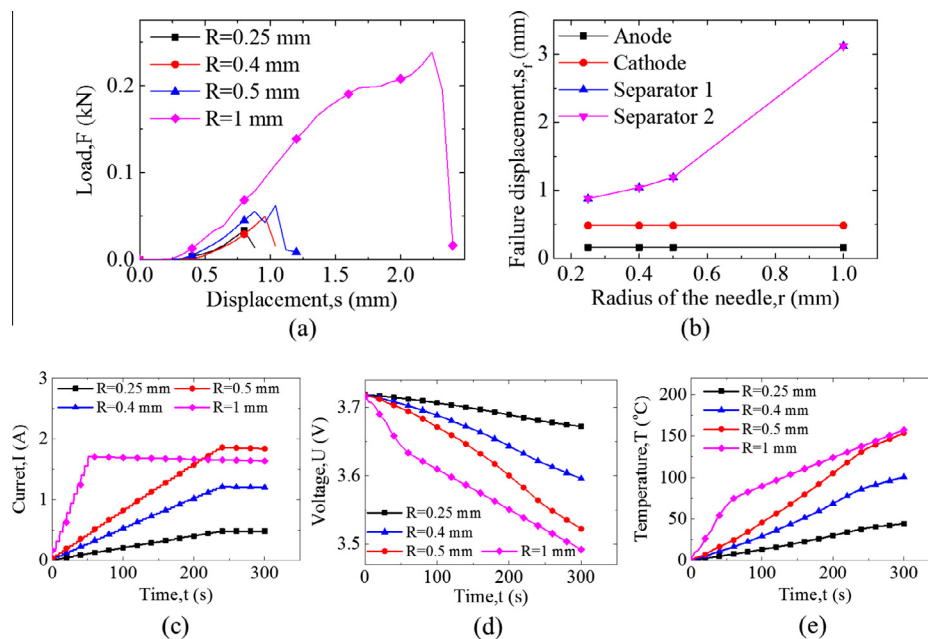 R=0.25 mm
R=0.4 mm
R=0.5 mm
R=1 mm
0.2
0.1
0.0
Load,F (kN)
0.0 0.5 1.0 1.5 2.0 2.5
Displacement,s (mm)
(a)
Anode
Cathode
Separator 1
Separator 2
3
2
1
0
Failure displacement,sf (mm)
0.2 0.4 0.6 0.8 1.0
Radius of the needle,r (mm)
(b)
R=0.25 mm R=0.5 mm
R=0.4 mm R=1 mm
3
2
1
0
Curret,I (A)
0 100 200 300
Time,t (s)
(c)
3.7
3.6
3.5
Voltage,U (V)
R=0.25 mm
R=0.4 mm
R=0.5 mm R=1 mm
0 100 200 300
Time,t (s)
(d)
R=0.25 mm
R=0.4 mm
R=0.5 mm
R=1 mm
200
150
100
50
0
Temperature,T (°C)
0 100 200 300
Time,t (s)
(e)